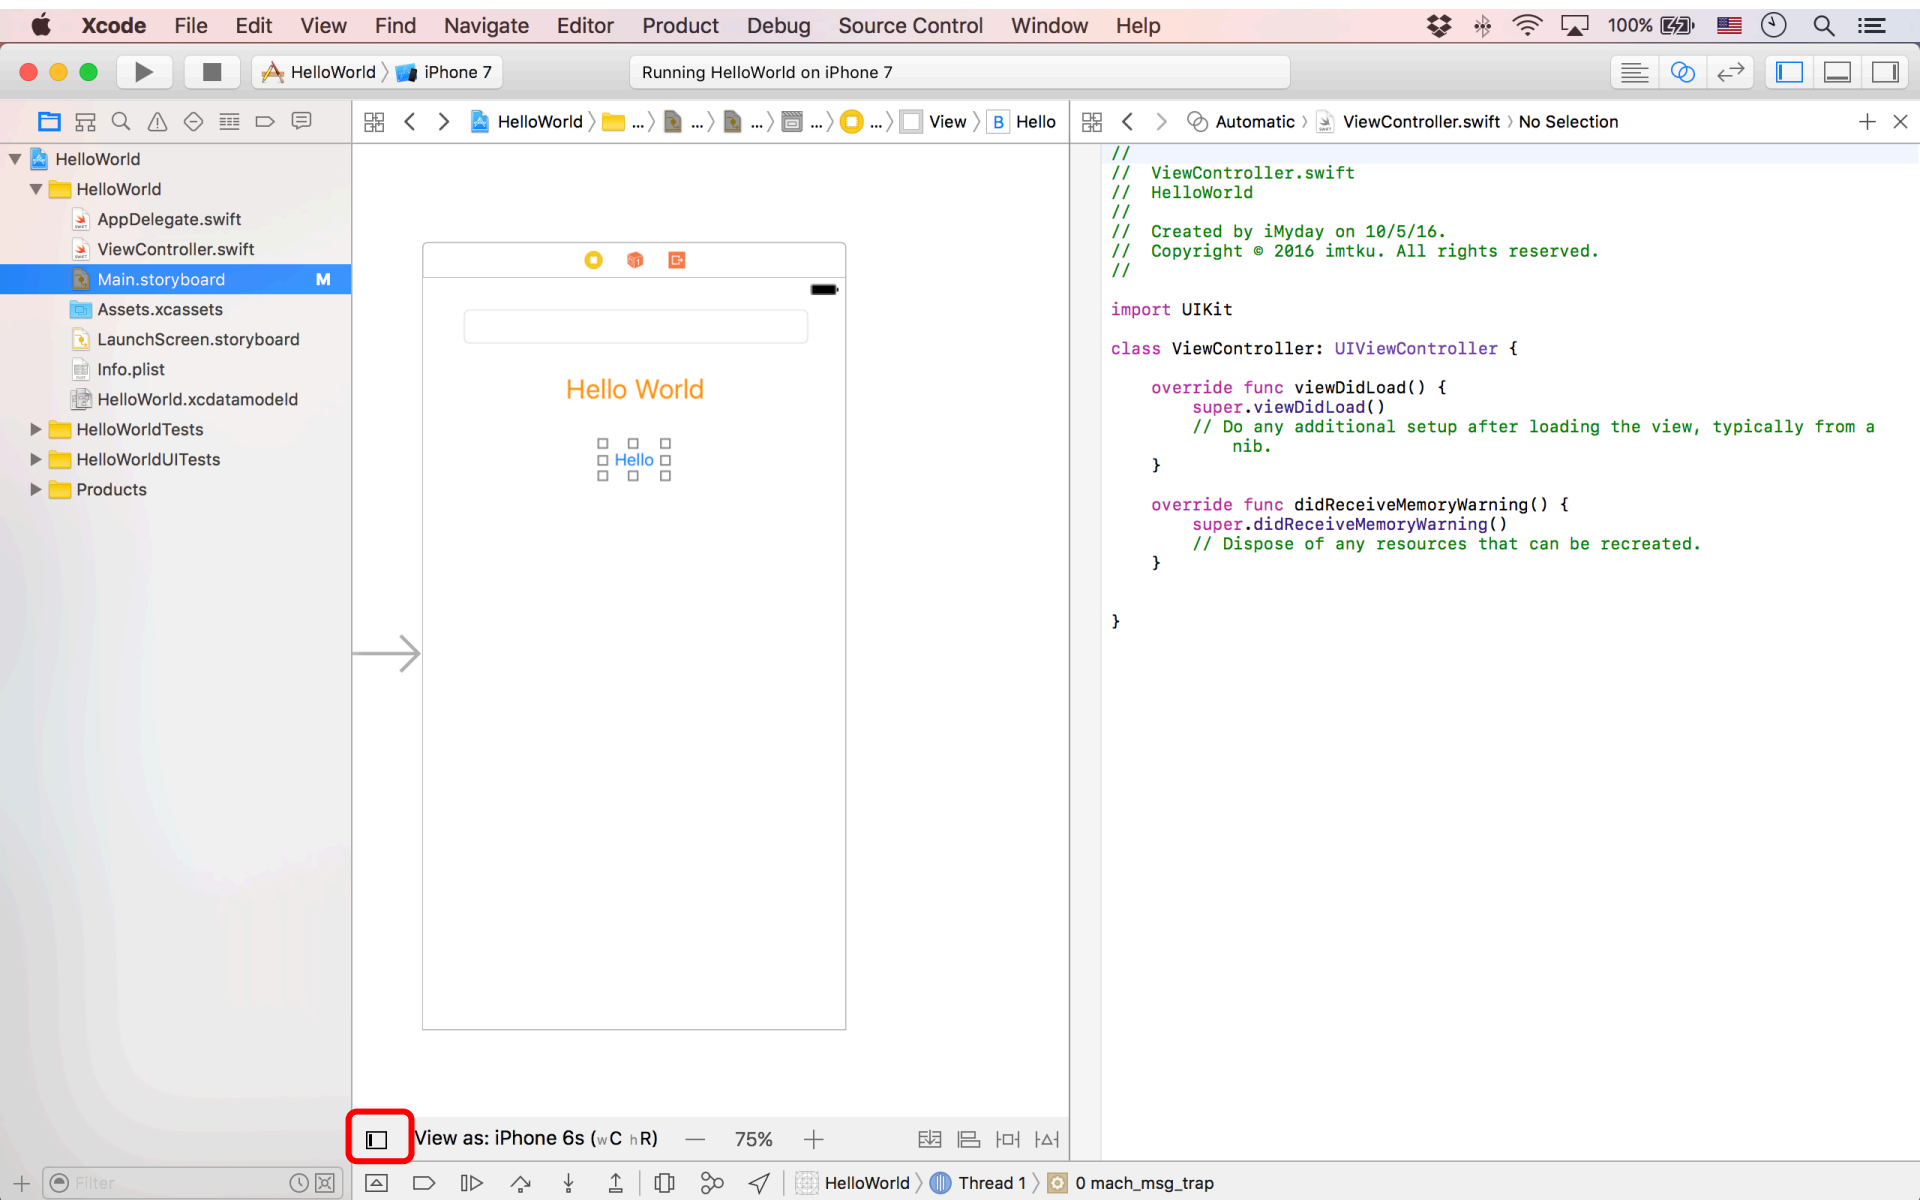 Xcode File Edit View Find Navigate Editor Product Debug Source Control Window Help 100%
HelloWorld iPhone 7 Running HelloWorld on iPhone 7
HelloWorld ... ... ... ... ... View B Hello
Automatic ViewController.swift No Selection
HelloWorld
HelloWorld
AppDelegate.swift
ViewController.swift
Main.storyboard M
Assets.xcassets
LaunchScreen.storyboard
Info.plist
HelloWorld.xcdatamodeld
HelloWorldTests
HelloWorldUITests
Products
Hello World
Hello
//
// ViewController.swift
// HelloWorld
//
// Created by iMyday on 10/5/16.
// Copyright © 2016 imtku. All rights reserved.
//
import UIKit
class ViewController: UIViewController {
override func viewDidLoad() {
super.viewDidLoad()
// Do any additional setup after loading the view, typically from a
nib.
}
override func didReceiveMemoryWarning() {
super.didReceiveMemoryWarning()
// Dispose of any resources that can be recreated.
}
}
View as: iPhone 6s (wC hR) — 75% +
Filter
HelloWorld Thread 1 0 mach_msg_trap